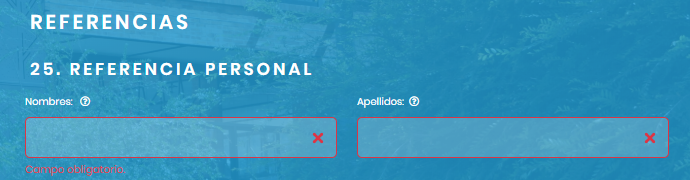 REFERENCIAS
25. REFERENCIA PERSONAL
Nombres:
Apellidos:
Campo obligatorio.